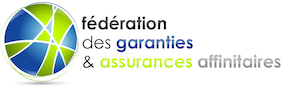 fédération
des garanties
& assurances affinitaires